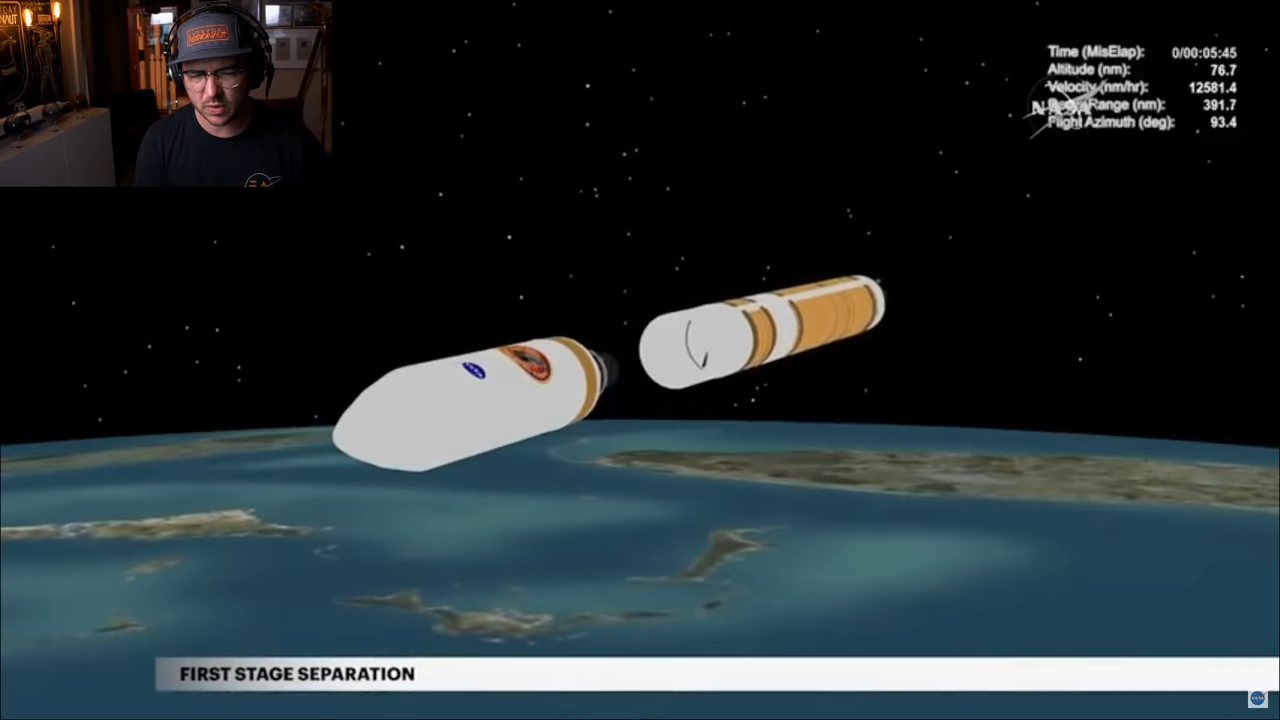 Time (MisElap): 0/00:05:45
Altitude (nm): 76.7
Velocity (nm/hr): 12581.4
Range (nm): 391.7
Flight Azimuth (deg): 93.4
NASA
FIRST STAGE SEPARATION